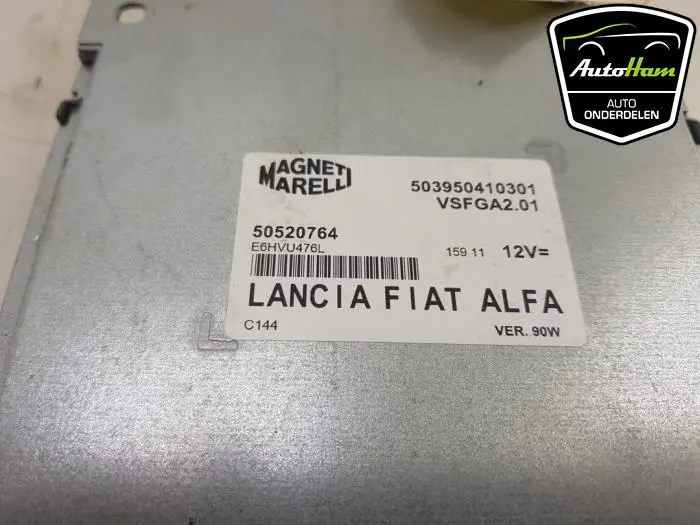 AutoHam
AUTO
ONDERDELEN
MAGNETI
MARELLI
503950410301
VSFGA2.01
50520764
E6HVU476L
159 11 12V=
LANCIA FIAT ALFA
C144
VER. 90W